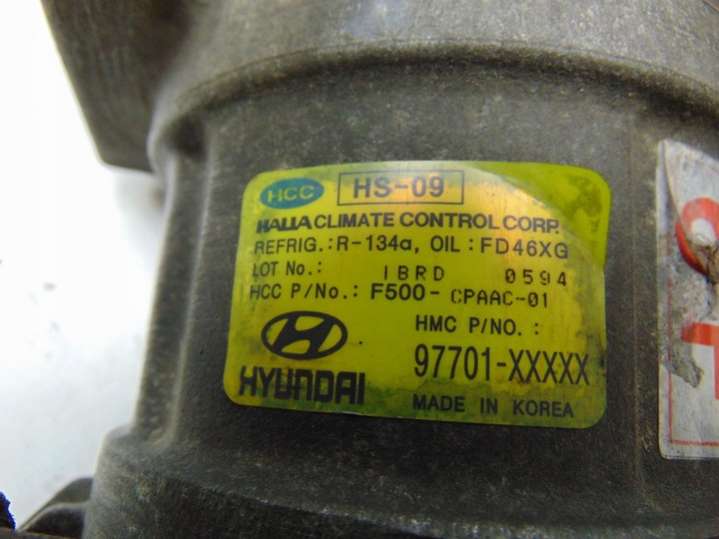 HCC HS-09
HALLA CLIMATE CONTROL CORP.
REFRIG.:R-134a, OIL : FD46XG
LOT No.: IBRD 0594
HCC P/No.: F500- CPAAC-01
HMC P/NO. :
97701-XXXXX
HYUNDAI
MADE IN KOREA